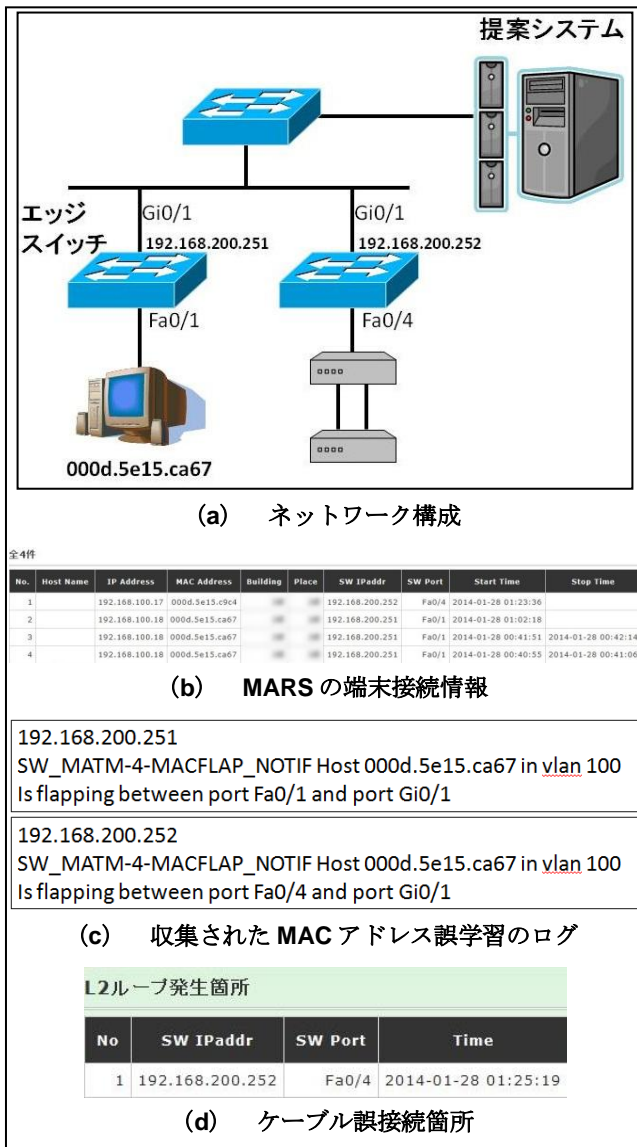 提案システム
エッジ
スイッチ
Gi0/1
Gi0/1
192.168.200.251
192.168.200.252
Fa0/1
Fa0/4
000d.5e15.ca67
(a) ネットワーク構成
全4件
No. Host Name IP Address MAC Address Building Place SW IPaddr SW Port Start Time Stop Time
1 192.168.100.17 000d.5e15.c9c4 192.168.200.252 Fa0/4 2014-01-28 01:23:36
2 192.168.100.18 000d.5e15.ca67 192.168.200.251 Fa0/1 2014-01-28 01:02:18
3 192.168.100.18 000d.5e15.ca67 192.168.200.251 Fa0/1 2014-01-28 00:41:51 2014-01-28 00:42:14
4 192.168.100.18 000d.5e15.ca67 192.168.200.251 Fa0/1 2014-01-28 00:40:55 2014-01-28 00:41:06
(b) MARS の端末接続情報
192.168.200.251
SW_MATM-4-MACFLAP_NOTIF Host 000d.5e15.ca67 in vlan 100
Is flapping between port Fa0/1 and port Gi0/1
192.168.200.252
SW_MATM-4-MACFLAP_NOTIF Host 000d.5e15.ca67 in vlan 100
Is flapping between port Fa0/4 and port Gi0/1
(c) 収集された MAC アドレス誤学習のログ
L2ループ発生箇所
No SW IPaddr SW Port Time
1 192.168.200.252 Fa0/4 2014-01-28 01:25:19
(d) ケーブル誤接続箇所